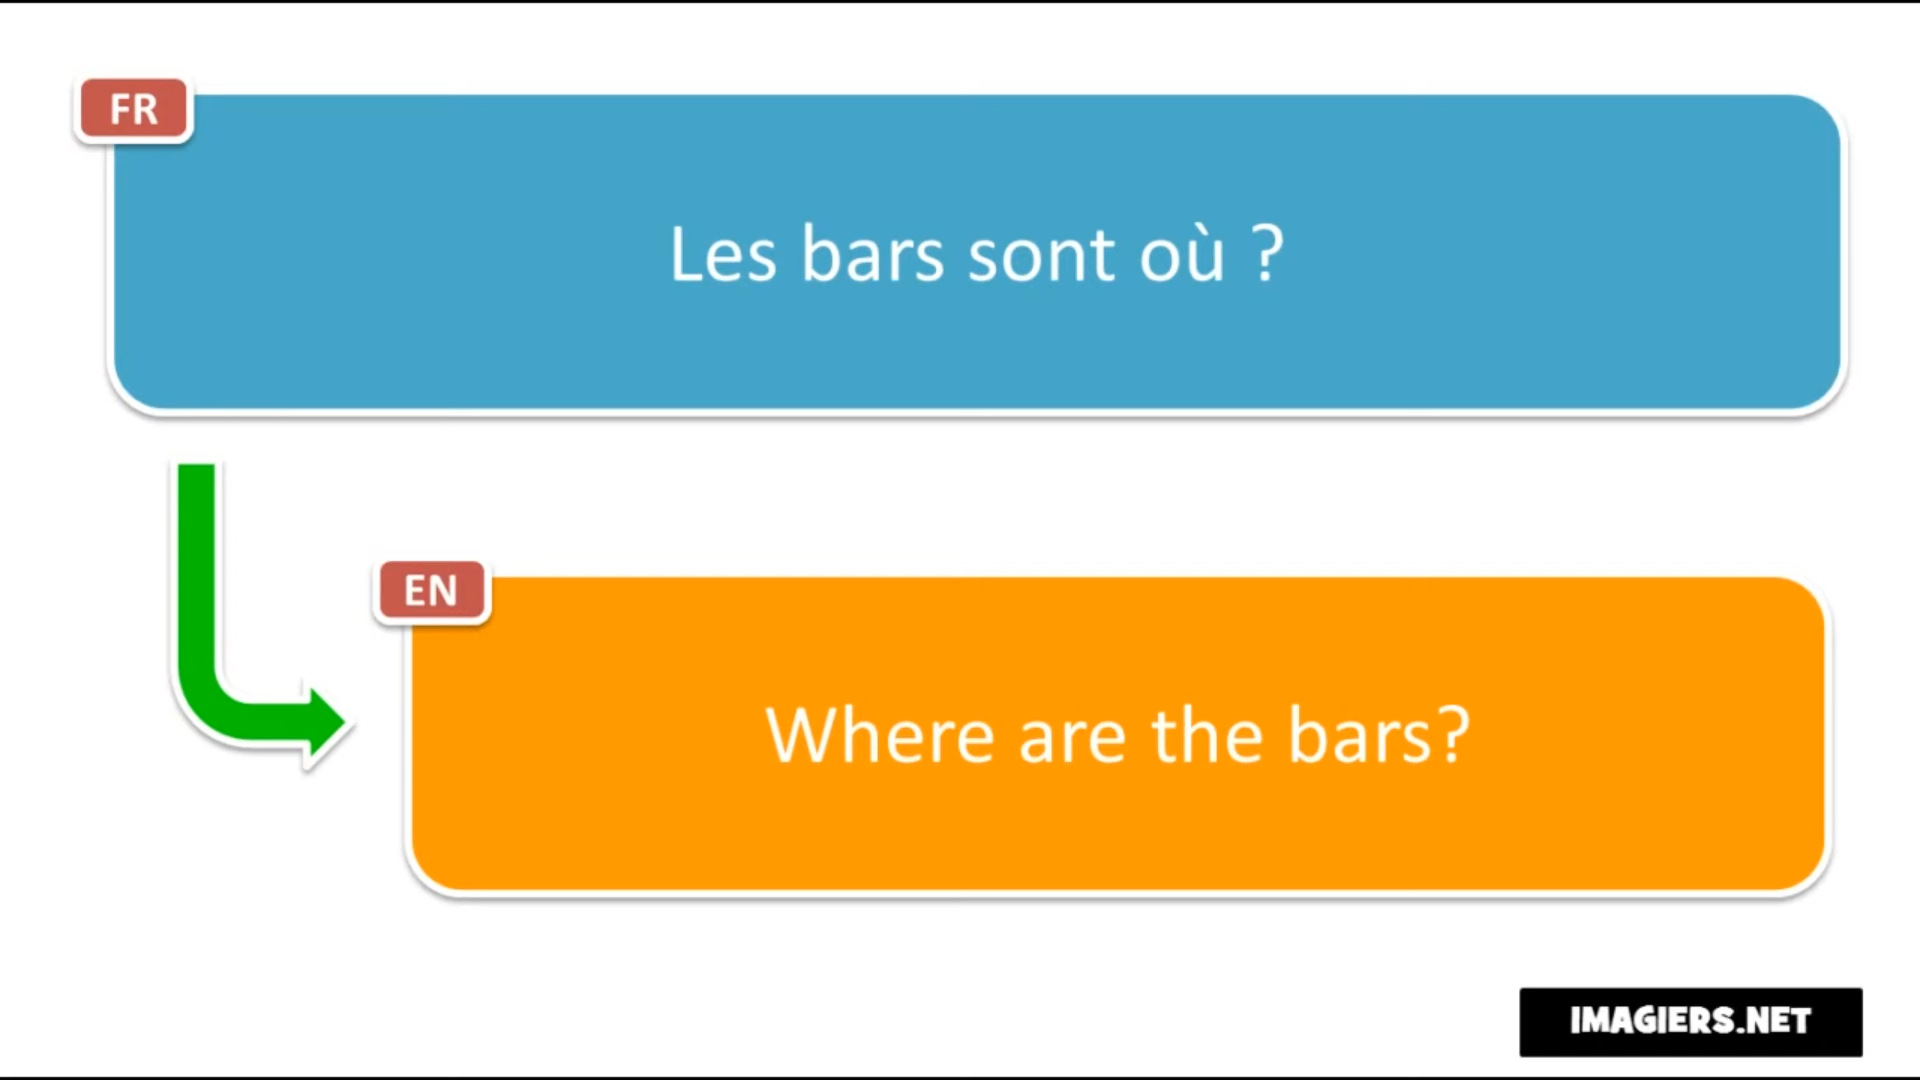 FR
Les bars sont où ?
EN
Where are the bars?
IMAGIERS.NET